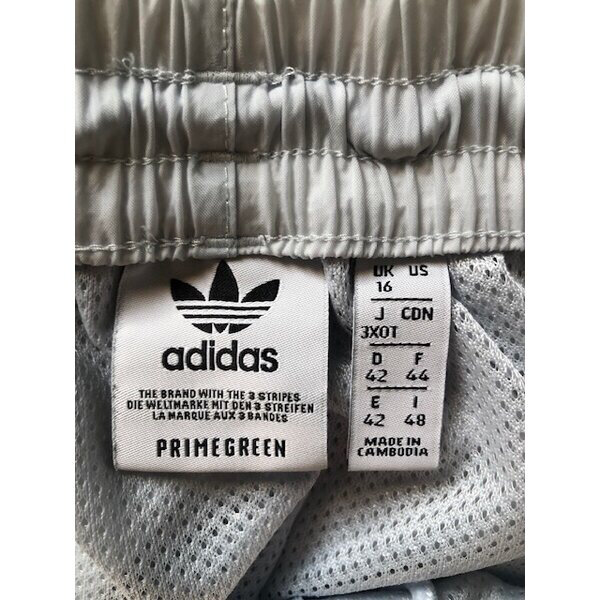 adidas
THE BRAND WITH THE 3 STRIPES
DIE WELTMARKE MIT DEN 3 STREIFEN
LA MARQUE AUX 3 BANDES
PRIMEGREEN
UK US
16
J CDN
3XOT
D F
42 44
E I
42 48
MADE IN
CAMBODIA